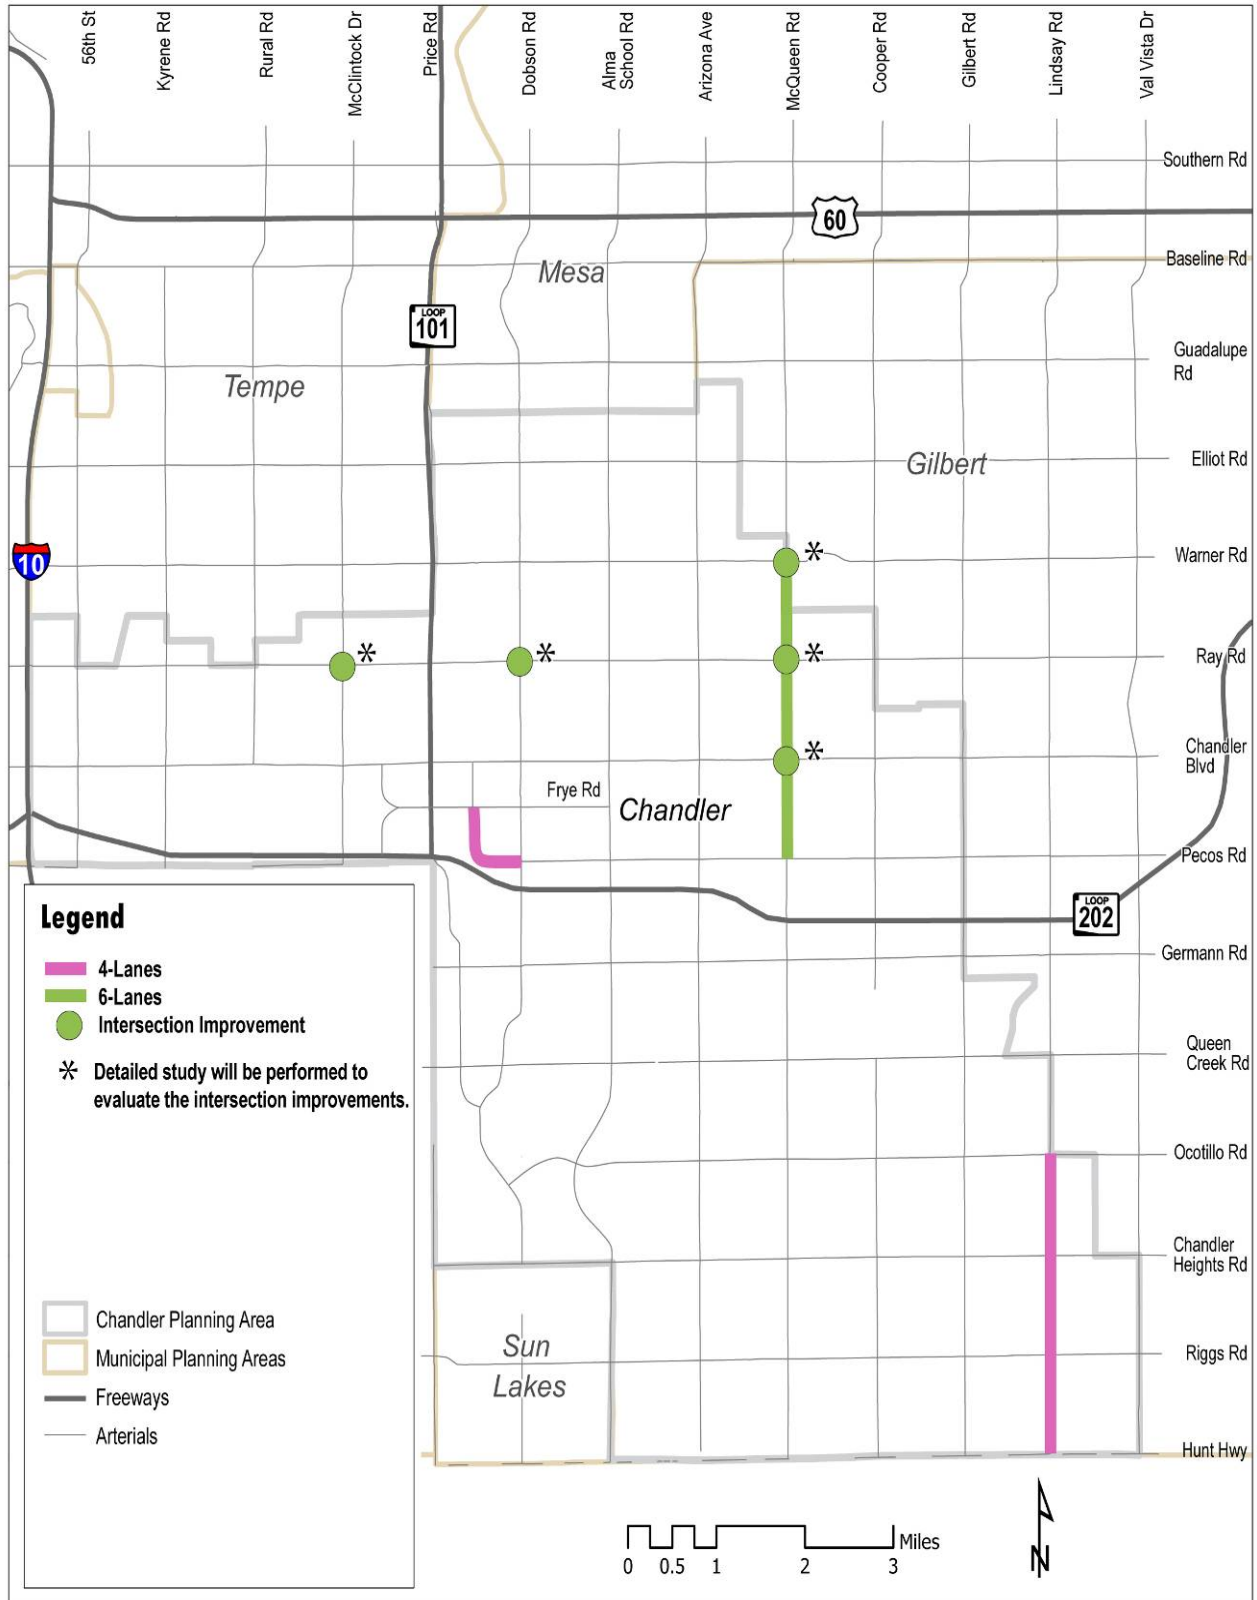 56th St
Kyrene Rd
Rural Rd
McClintock Dr
Price Rd
Dobson Rd
Alma
School Rd
Arizona Ave
McQueen Rd
Cooper Rd
Gilbert Rd
Lindsay Rd
Val Vista Dr
Southern Rd
60
Baseline Rd
Mesa
LOOP
101
Guadalupe
Rd
Tempe
Elliot Rd
Gilbert
10
*
Warner Rd
*
*
*
Ray Rd
*
Chandler
Blvd
Frye Rd
Chandler
Pecos Rd
LOOP
202
Germann Rd
Queen
Creek Rd
Ocotillo Rd
Chandler
Heights Rd
Sun
Lakes
Riggs Rd
Hunt Hwy
Legend
4-Lanes
6-Lanes
Intersection Improvement
* Detailed study will be performed to
evaluate the intersection improvements.
Chandler Planning Area
Municipal Planning Areas
Freeways
Arterials
Miles
0 0.5 1 2 3
N